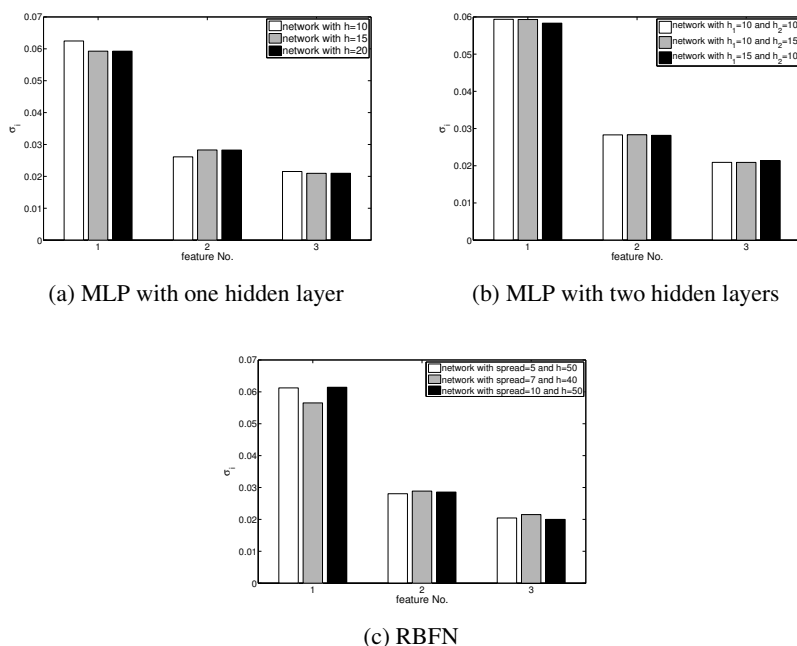 0.07
0.06
0.05
0.04
0.03
0.02
0.01
0
σi
network with h=10
network with h=15
network with h=20
1 2 3
feature No.
(a) MLP with one hidden layer
0.06
0.05
0.04
0.03
0.02
0.01
0
σi
network with h1=10 and h2=10
network with h1=10 and h2=15
network with h1=15 and h2=10
1 2 3
feature No.
(b) MLP with two hidden layers
0.07
0.06
0.05
0.04
0.03
0.02
0.01
0
σi
network with spread=5 and h=50
network with spread=7 and h=40
network with spread=10 and h=50
1 2 3
feature No.
(c) RBFN